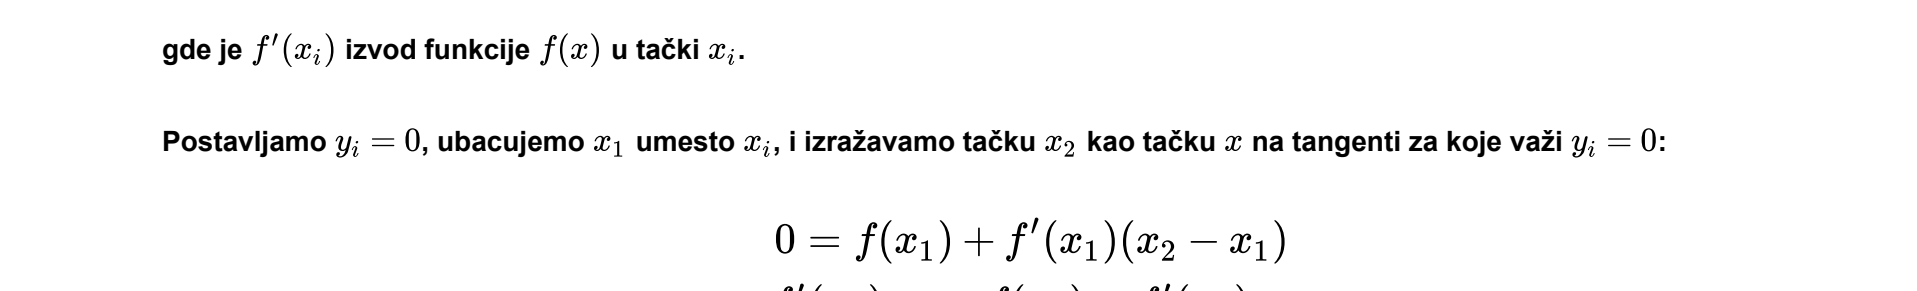 gde je f′(xᵢ) izvod funkcije f(x) u tački xᵢ.
Postavljamo yᵢ = 0, ubacujemo x₁ umesto xᵢ, i izražavamo tačku x₂ kao tačku x na tangenti za koje važi yᵢ = 0:
0 = f(x₁) + f′(x₁)(x₂ − x₁)